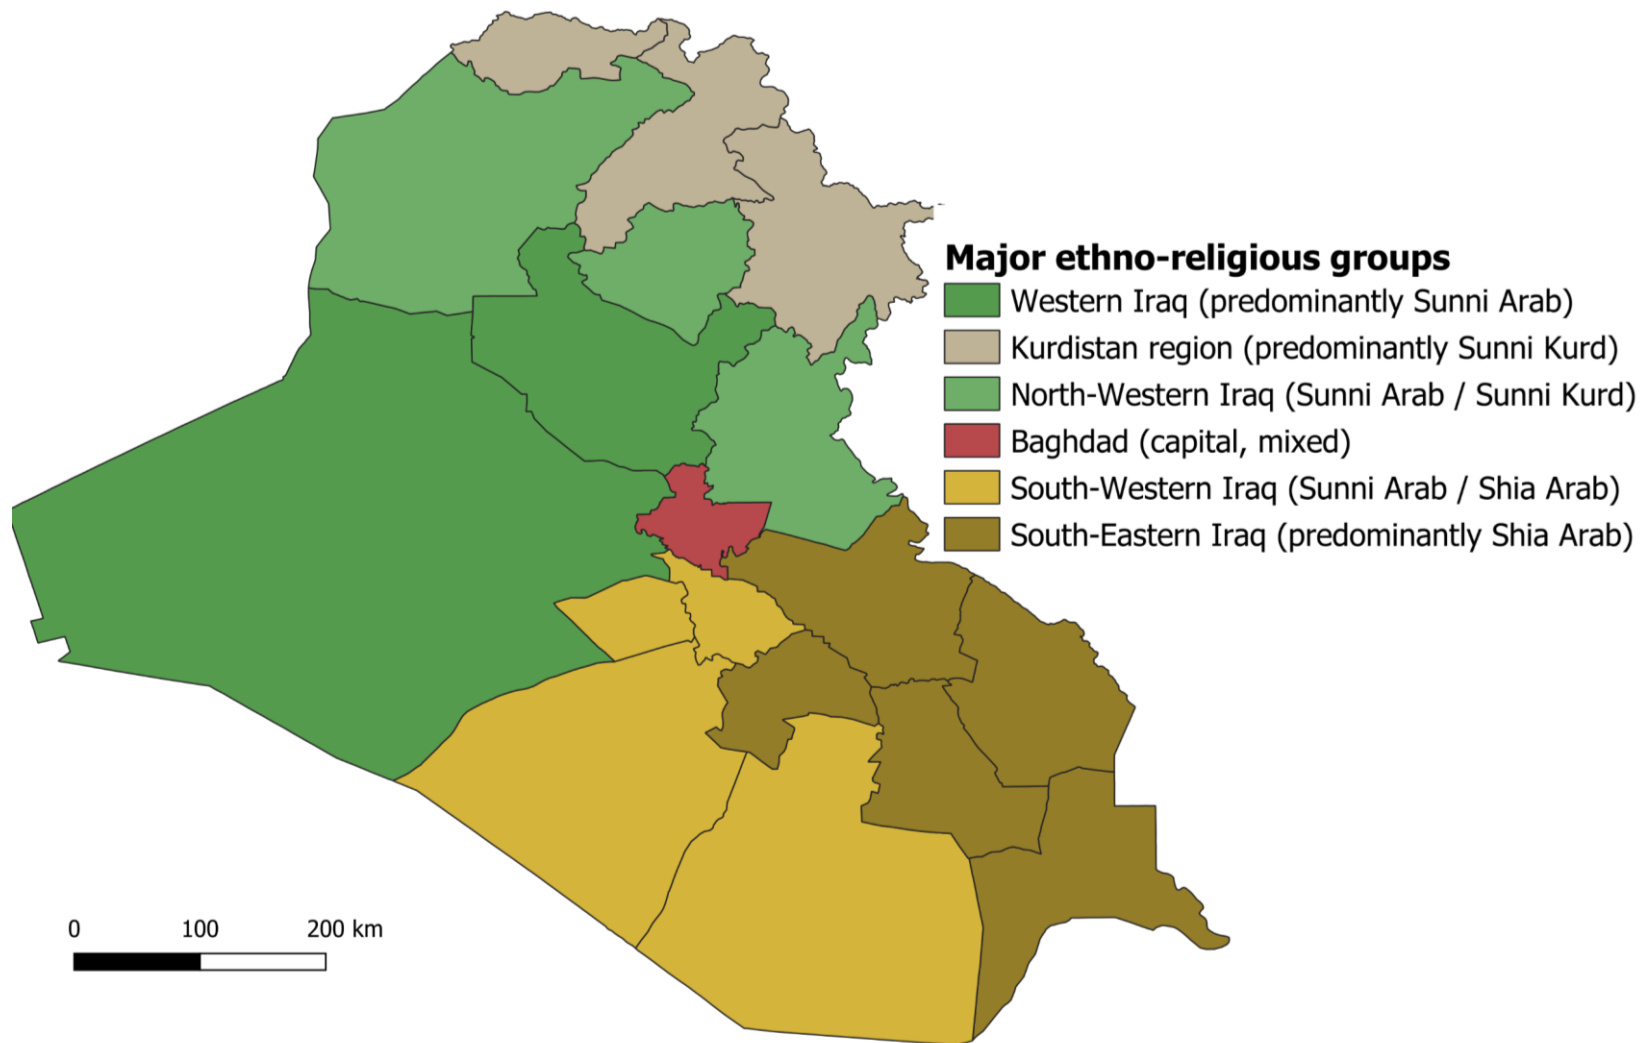 Major ethno-religious groups
Western Iraq (predominantly Sunni Arab)
Kurdistan region (predominantly Sunni Kurd)
North-Western Iraq (Sunni Arab / Sunni Kurd)
Baghdad (capital, mixed)
South-Western Iraq (Sunni Arab / Shia Arab)
South-Eastern Iraq (predominantly Shia Arab)
0 100 200 km